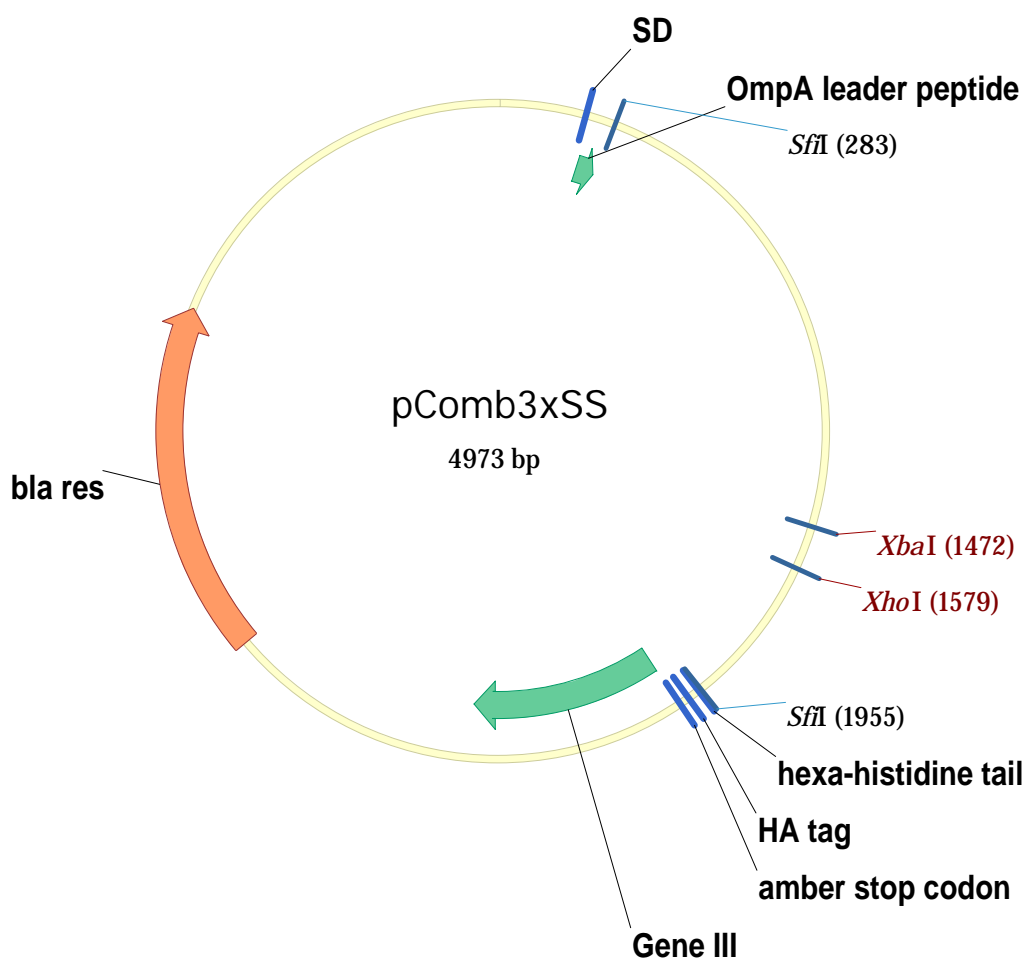 SD
OmpA leader peptide
SfiI (283)
pComb3xSS
4973 bp
bla res
XbaI (1472)
XhoI (1579)
SfiI (1955)
hexa-histidine tail
HA tag
amber stop codon
Gene III